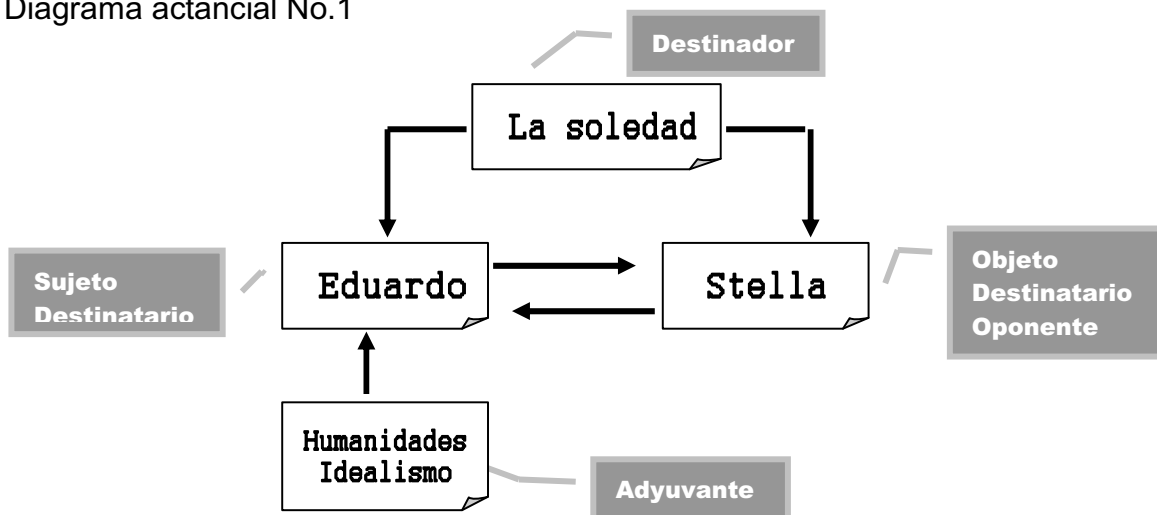 Diagrama actancial No.1
Destinador
La soledad
Sujeto
Destinatario
Eduardo
Stella
Objeto
Destinatario
Oponente
Humanidades
Idealismo
Adyuvante